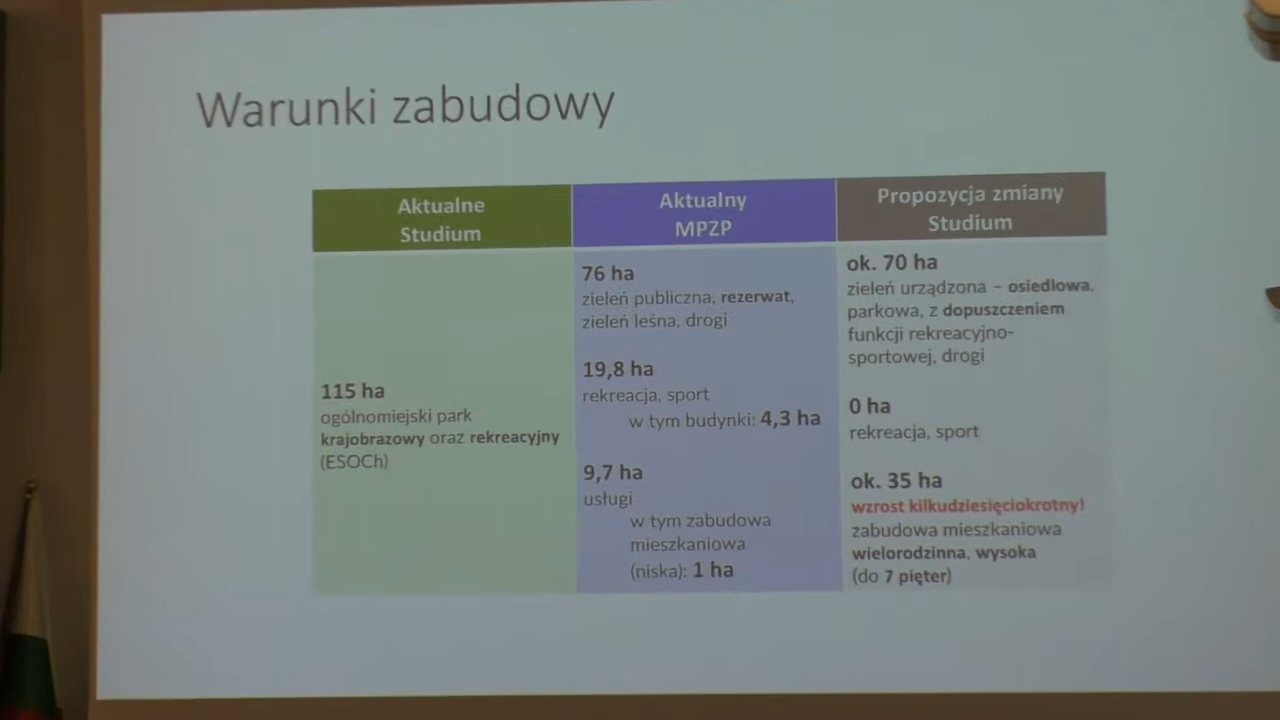 Warunki zabudowy
Aktualne
Studium
Aktualny
MPZP
Propozycja zmiany
Studium
115 ha
ogólnomiejski park
krajobrazowy oraz rekreacyjny
(ESOCh)
76 ha
zieleń publiczna, rezerwat,
zieleń leśna, drogi
19,8 ha
rekreacja, sport
w tym budynki: 4,3 ha
9,7 ha
usługi
w tym zabudowa
mieszkaniowa
(niska): 1 ha
ok. 70 ha
zieleń urządzona – osiedlowa,
parkowa, z dopuszczeniem
funkcji rekreacyjno-
sportowej, drogi
0 ha
rekreacja, sport
ok. 35 ha
wzrost kilkudziesięciokrotny!
zabudowa mieszkaniowa
wielorodzinna, wysoka
(do 7 pięter)